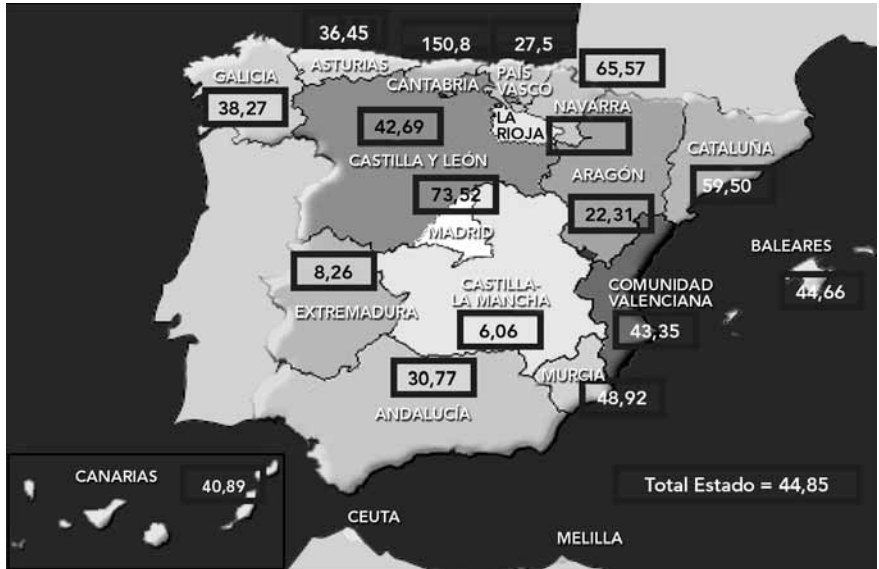 36,45
150,8
27,5
65,57
GALICIA
ASTURIAS
CANTABRIA
PAÍS
VASCO
NAVARRA
38,27
42,69
LA
RIOJA
CASTILLA Y LEÓN
CATALUÑA
ARAGÓN
59,50
73,52
22,31
MADRID
BALEARES
8,26
44,66
CASTILLA-
LA MANCHA
COMUNIDAD
VALENCIANA
EXTREMADURA
6,06
43,35
30,77
MURCIA
48,92
ANDALUCÍA
CANARIAS
40,89
Total Estado = 44,85
CEUTA
MELILLA